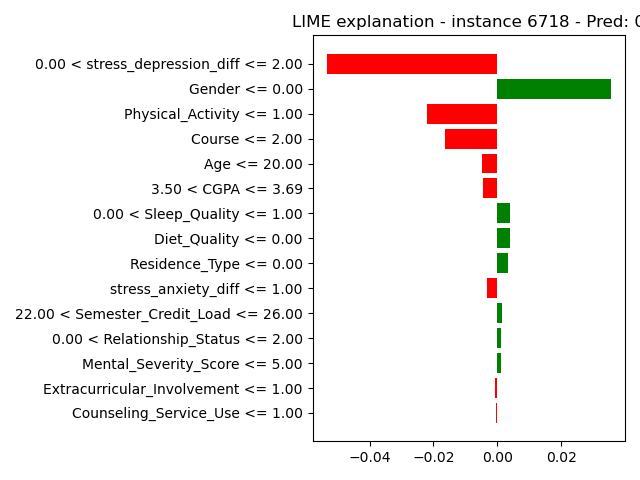 LIME explanation - instance 6718 - Pred: 0
0.00 < stress_depression_diff <= 2.00
Gender <= 0.00
Physical_Activity <= 1.00
Course <= 2.00
Age <= 20.00
3.50 < CGPA <= 3.69
0.00 < Sleep_Quality <= 1.00
Diet_Quality <= 0.00
Residence_Type <= 0.00
stress_anxiety_diff <= 1.00
22.00 < Semester_Credit_Load <= 26.00
0.00 < Relationship_Status <= 2.00
Mental_Severity_Score <= 5.00
Extracurricular_Involvement <= 1.00
Counseling_Service_Use <= 1.00
−0.04 −0.02 0.00 0.02